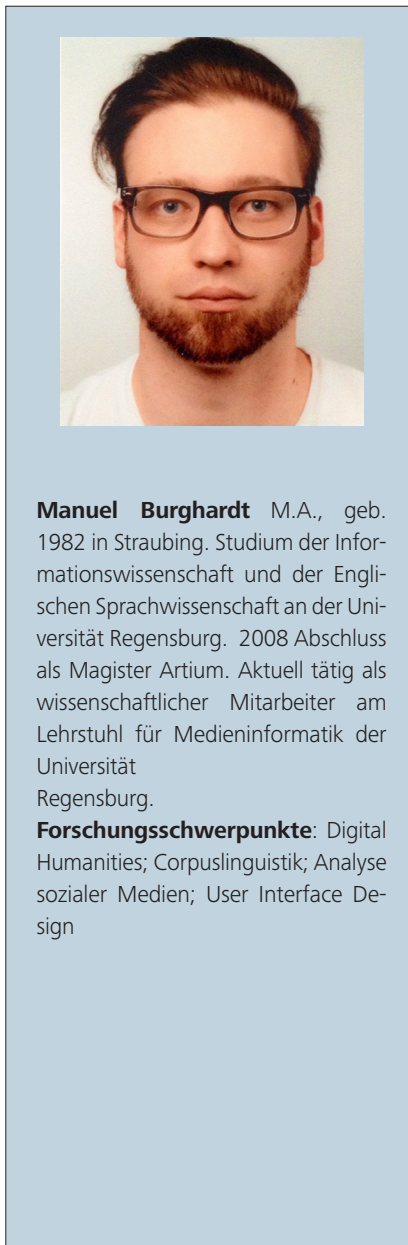 Manuel Burghardt M.A., geb.
1982 in Straubing. Studium der Infor-
mationswissenschaft und der Engli-
schen Sprachwissenschaft an der Uni-
versität Regensburg. 2008 Abschluss
als Magister Artium. Aktuell tätig als
wissenschaftlicher Mitarbeiter am
Lehrstuhl für Medieninformatik der
Universität
Regensburg.
Forschungsschwerpunkte: Digital
Humanities; Corpuslinguistik; Analyse
sozialer Medien; User Interface De-
sign